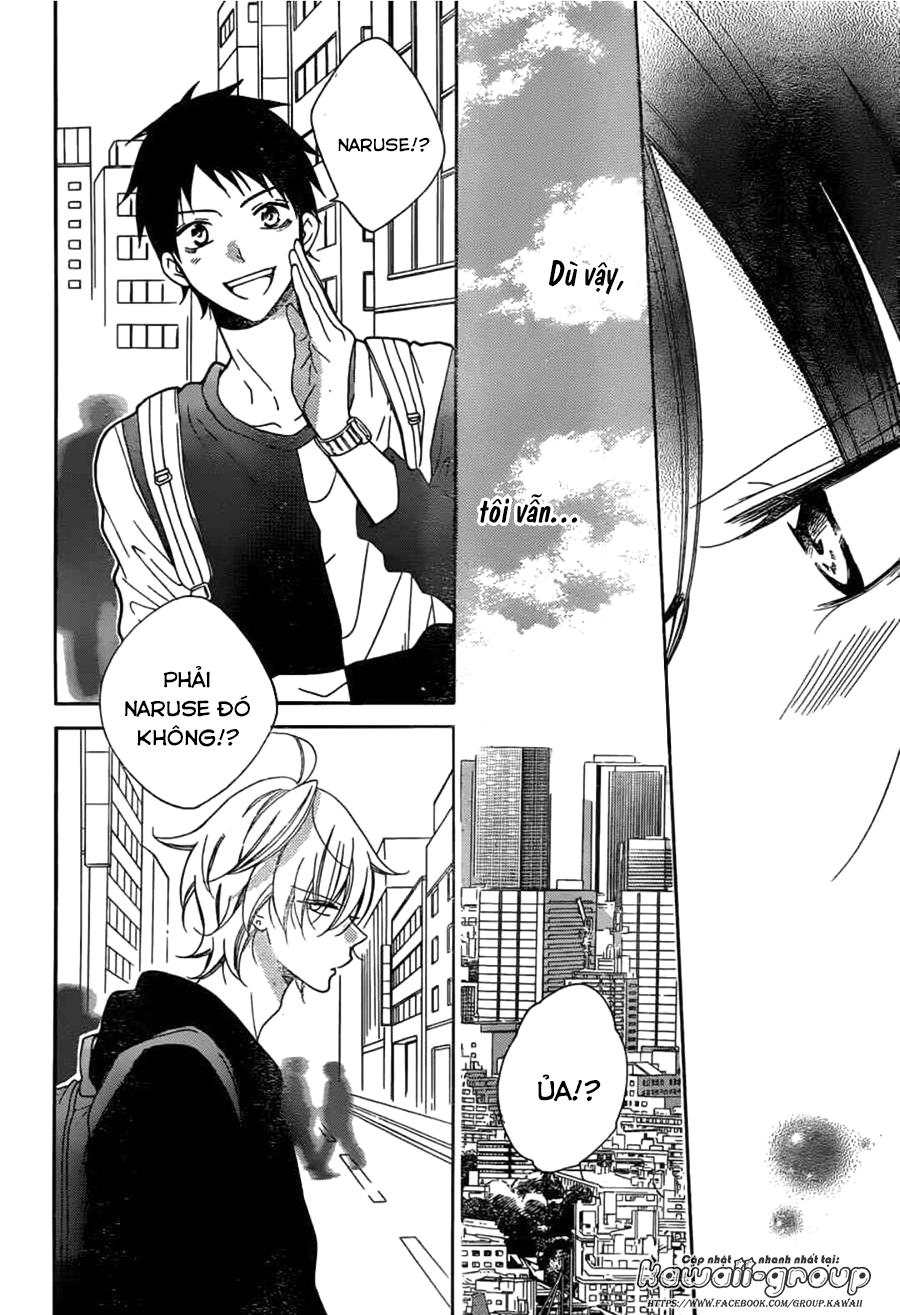 Dù vậy,
tôi vẫn...
ỦA!?
NARUSE!?
PHẢI
NARUSE ĐÓ
KHÔNG!?
Cập nhật nhanh nhất tại:
kawaii-group
HTTPS://WWW.FACEBOOK.COM/GROUP.KAWAII